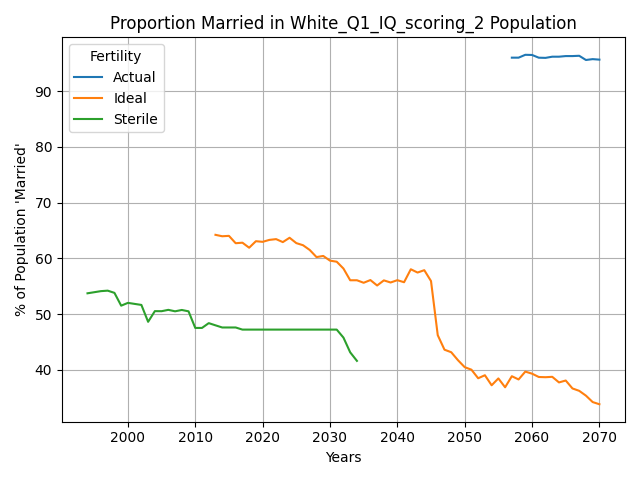 Proportion Married in White_Q1_IQ_scoring_2 Population
Fertility
Actual
Ideal
Sterile
% of Population 'Married'
90
80
70
60
50
40
2000 2010 2020 2030 2040 2050 2060 2070
Years